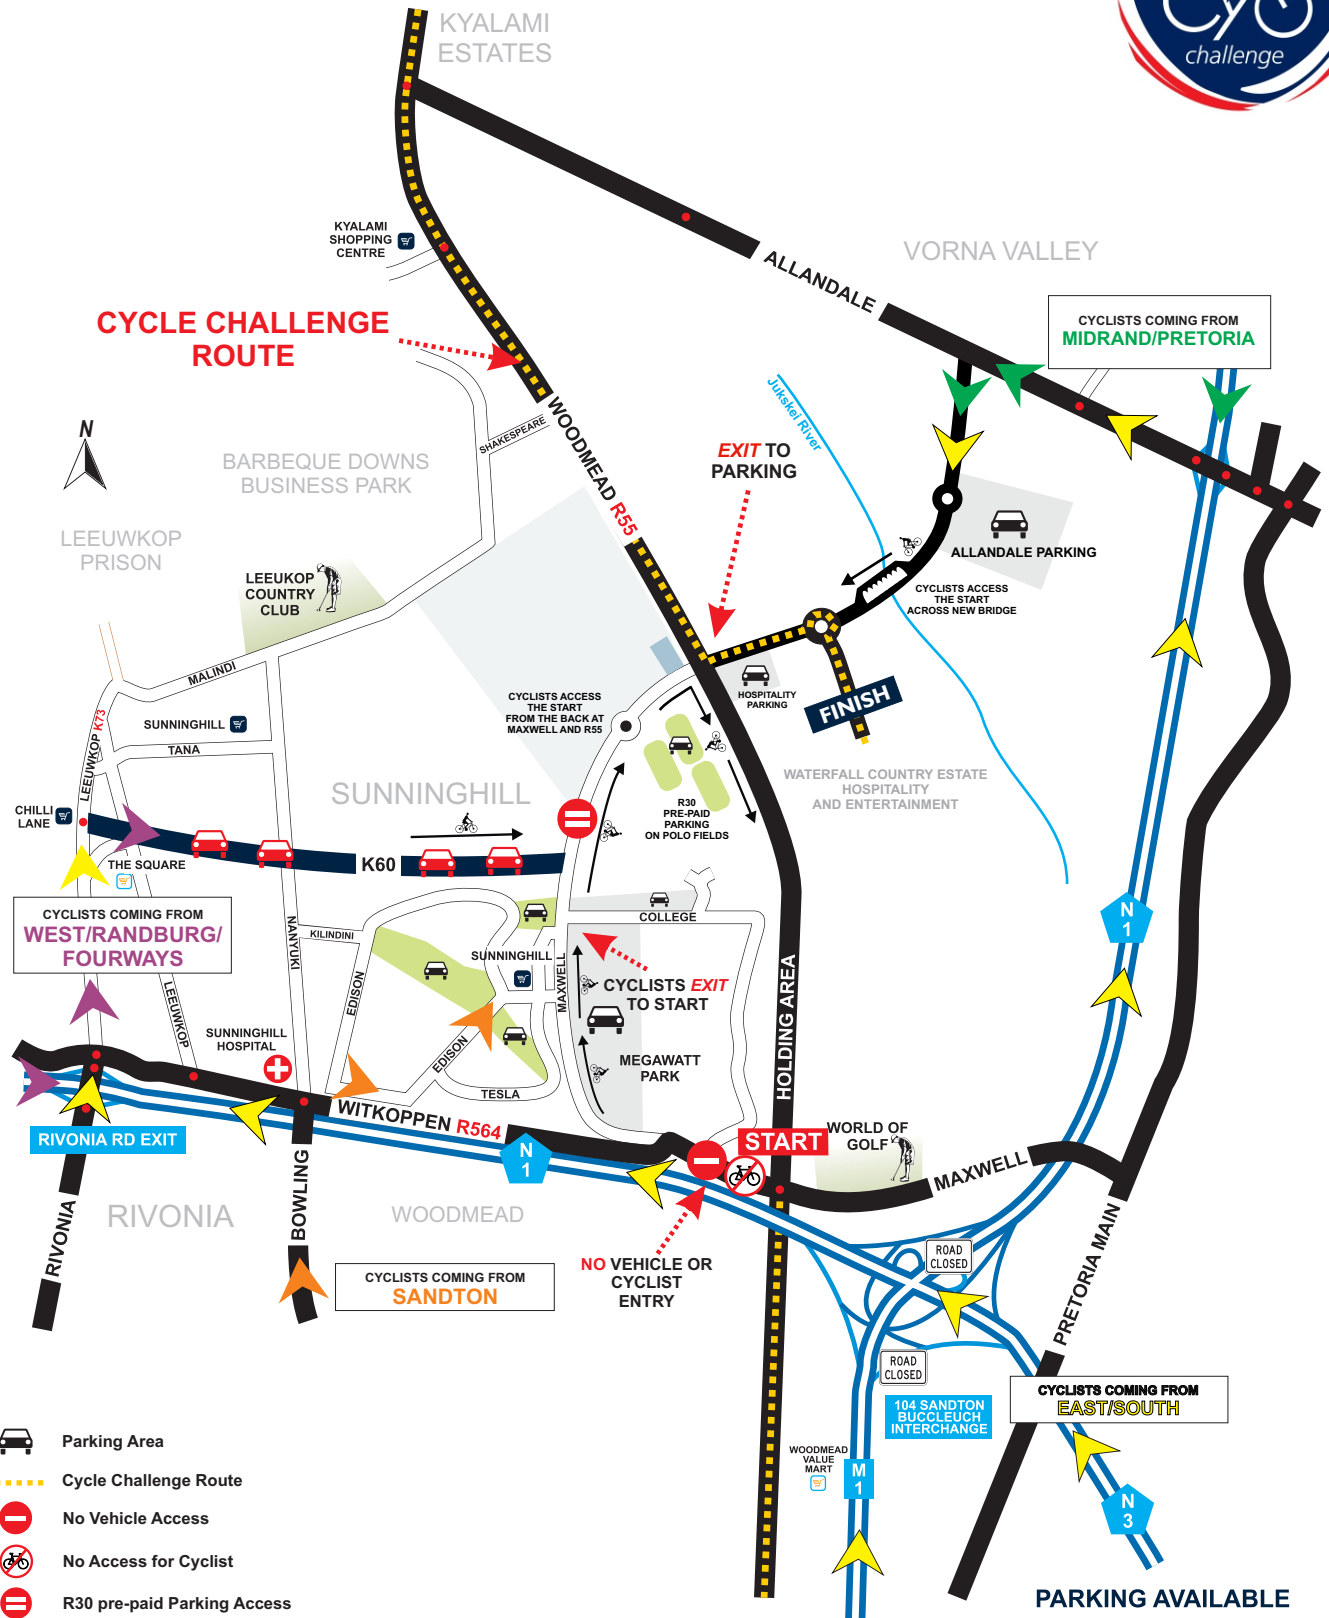 challenge
KYALAMI
ESTATES
KYALAMI
SHOPPING
CENTRE
VORNA VALLEY
ALLANDALE
CYCLISTS COMING FROM
MIDRAND/PRETORIA
CYCLE CHALLENGE
ROUTE
Jukskei River
WOODMEAD R55
SHAKESPEARE
N
BARBEQUE DOWNS
BUSINESS PARK
EXIT TO
PARKING
LEEUWKOP
PRISON
ALLANDALE PARKING
LEEUKOP
COUNTRY
CLUB
CYCLISTS ACCESS
THE START
ACROSS NEW BRIDGE
MALINDI
CYCLISTS ACCESS
THE START
FROM THE BACK AT
MAXWELL AND R55
HOSPITALITY
PARKING
FINISH
SUNNINGHILL
TANA
LEEUWKOP K73
SUNNINGHILL
WATERFALL COUNTRY ESTATE
HOSPITALITY
AND ENTERTAINMENT
R30
PRE-PAID
PARKING
ON POLO FIELDS
CHILLI
LANE
THE SQUARE
K60
CYCLISTS COMING FROM
WEST/RANDBURG/
FOURWAYS
NANYUKI
KILINDINI
COLLEGE
N
1
SUNNINGHILL
MAXWELL
CYCLISTS EXIT
TO START
EDISON
LEEUWKOP
HOLDING AREA
SUNNINGHILL
HOSPITAL
EDISON
MEGAWATT
PARK
TESLA
WITKOPPEN R564
RIVONIA RD EXIT
N
1
START
WORLD OF
GOLF
MAXWELL
BOWLING
RIVONIA
RIVONIA
WOODMEAD
PRETORIA MAIN
ROAD
CLOSED
NO VEHICLE OR
CYCLIST
ENTRY
CYCLISTS COMING FROM
SANDTON
ROAD
CLOSED
CYCLISTS COMING FROM
EAST/SOUTH
104 SANDTON
BUCCLEUCH
INTERCHANGE
WOODMEAD
VALUE
MART
M
1
N
3
Parking Area
Cycle Challenge Route
No Vehicle Access
No Access for Cyclist
R30 pre-paid Parking Access
PARKING AVAILABLE